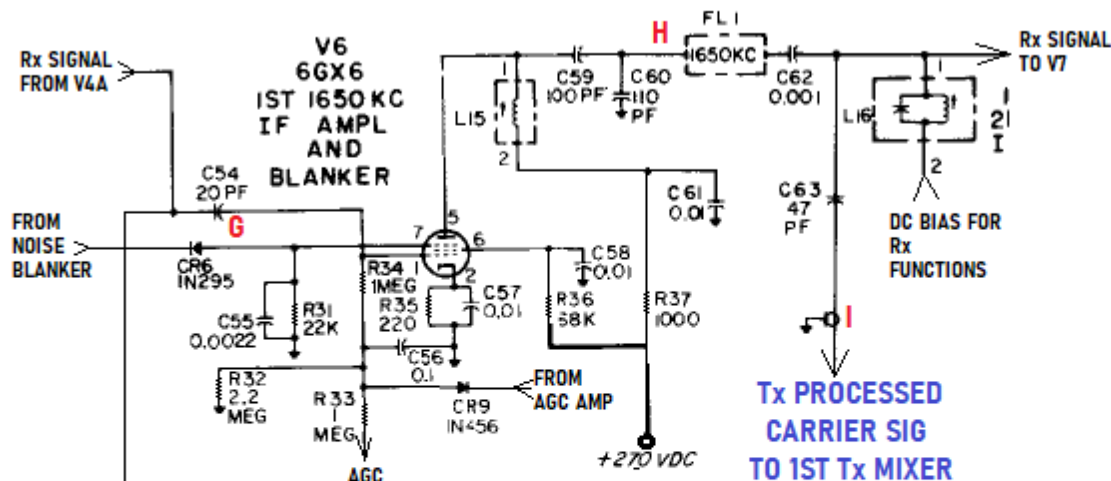 Rx SIGNAL
FROM V4A
V6
6GX6
1ST 1650KC
IF AMPL
AND
BLANKER
C54
20 PF
G
FROM
NOISE
BLANKER
CR6
IN295
C55
0.0022
R31
22K
R32
2.2
MEG
R33
1
MEG
AGC
R34
1MEG
R35
220
C56
0.1
C57
0.01
7
1
5
6
2
CR9
IN456
FROM
AGC AMP
C58
0.01
R36
68K
R37
1000
+270 VDC
1
L15
2
C59
100 PF
C60
110
PF
H
FL1
1650KC
C61
0.01
C62
0.001
Rx SIGNAL
TO V7
1
L16
2
21
I
C63
47
PF
DC BIAS FOR
Rx
FUNCTIONS
I
Tx PROCESSED
CARRIER SIG
TO 1ST Tx MIXER